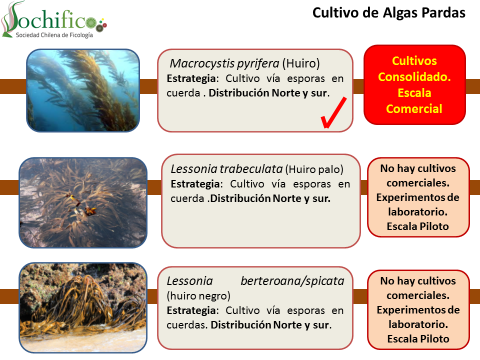 Sochifico
Sociedad Chilena de Ficología
Cultivo de Algas Pardas
Macrocystis pyrifera (Huiro)
Estrategia: Cultivo vía esporas en
cuerda . Distribución Norte y sur.
Cultivos
Consolidado.
Escala
Comercial
Lessonia trabeculata (Huiro palo)
Estrategia: Cultivo vía esporas en
cuerda .Distribución Norte y sur.
No hay cultivos
comerciales.
Experimentos de
laboratorio.
Escala Piloto
Lessonia berteroana/spicata
(huiro negro)
Estrategia: Cultivo vía esporas en
cuerdas. Distribución Norte y sur.
No hay cultivos
comerciales.
Experimentos de
laboratorio.
Escala Piloto